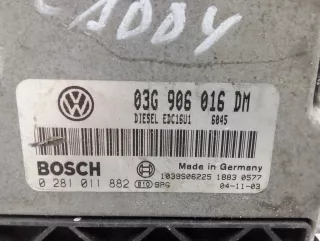 CADDY
03G 906 016 DM
DIESEL EDC16U1 6045
BOSCH
Made in Germany
1039S06225 1883 0577
0 281 011 882 BPG 04-11-03